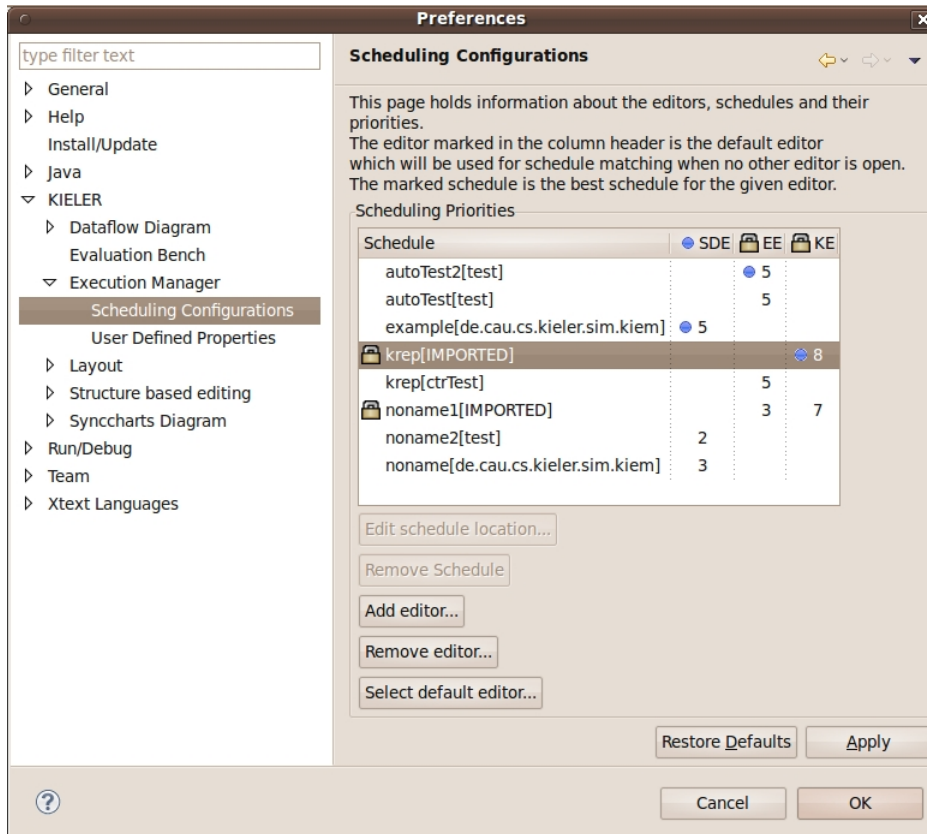 Preferences
type filter text
General
Help
Install/Update
Java
KIELER
Dataflow Diagram
Evaluation Bench
Execution Manager
Scheduling Configurations
User Defined Properties
Layout
Structure based editing
Synccharts Diagram
Run/Debug
Team
Xtext Languages
Scheduling Configurations
This page holds information about the editors, schedules and their
priorities.
The editor marked in the column header is the default editor
which will be used for schedule matching when no other editor is open.
The marked schedule is the best schedule for the given editor.
Scheduling Priorities
Schedule SDE EE KE
autoTest2[test] 5
autoTest[test] 5
example[de.cau.cs.kieler.sim.kiem] 5
krep[IMPORTED] 8
krep[ctrTest] 5
noname1[IMPORTED] 3 7
noname2[test] 2
noname[de.cau.cs.kieler.sim.kiem] 3
Edit schedule location...
Remove Schedule
Add editor...
Remove editor...
Select default editor...
Restore Defaults Apply
? Cancel OK